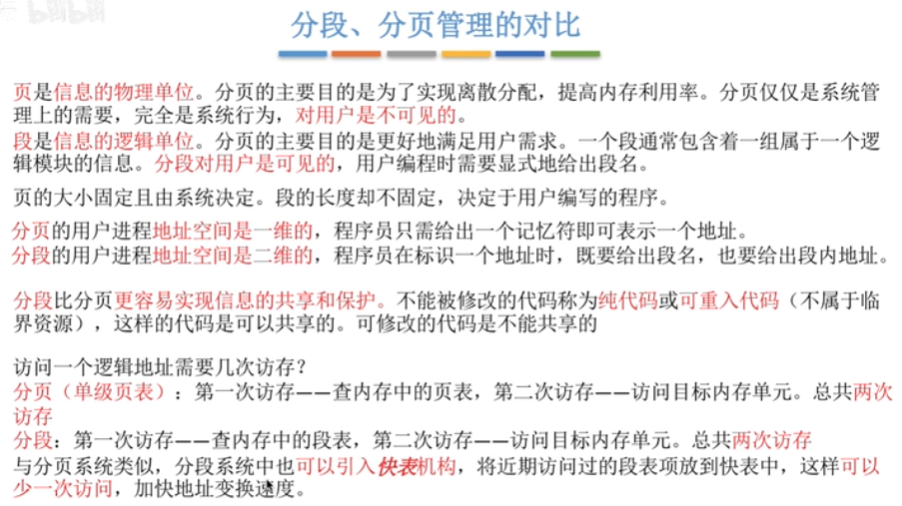 bilibili
分段、分页管理的对比
页是信息的物理单位。分页的主要目的是为了实现离散分配，提高内存利用率。分页仅仅是系统管
理上的需要，完全是系统行为，对用户是不可见的。
段是信息的逻辑单位。分页的主要目的是更好地满足用户需求。一个段通常包含着一组属于一个逻
辑模块的信息。分段对用户是可见的，用户编程时需要显式地给出段名。
页的大小固定且由系统决定。段的长度却不固定，决定于用户编写的程序。
分页的用户进程地址空间是一维的，程序员只需给出一个记忆符即可表示一个地址。
分段的用户进程地址空间是二维的，程序员在标识一个地址时，既要给出段名，也要给出段内地址。
分段比分页更容易实现信息的共享和保护。不能被修改的代码称为纯代码或可重入代码（不属于临
界资源），这样的代码是可以共享的。可修改的代码是不能共享的
访问一个逻辑地址需要几次访存？
分页（单级页表）：第一次访存——查内存中的页表，第二次访存——访问目标内存单元。总共两次
访存
分段：第一次访存——查内存中的段表，第二次访存——访问目标内存单元。总共两次访存
与分页系统类似，分段系统中也可以引入快表机构，将近期访问过的段表项放到快表中，这样可以
少一次访问，加快地址变换速度。